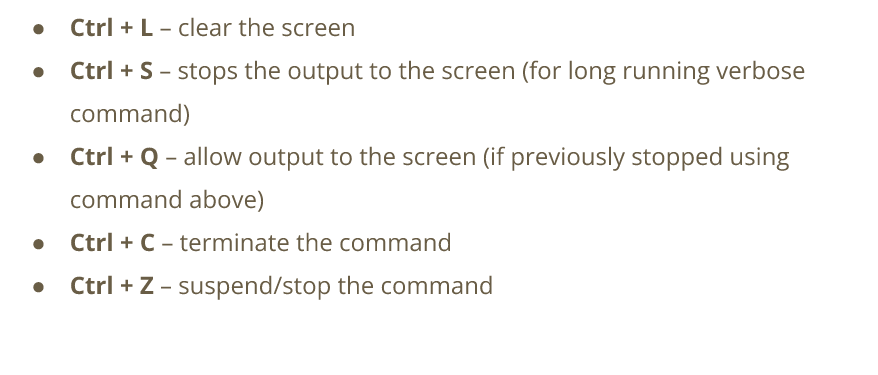 ● Ctrl + L – clear the screen
● Ctrl + S – stops the output to the screen (for long running verbose
command)
● Ctrl + Q – allow output to the screen (if previously stopped using
command above)
● Ctrl + C – terminate the command
● Ctrl + Z – suspend/stop the command